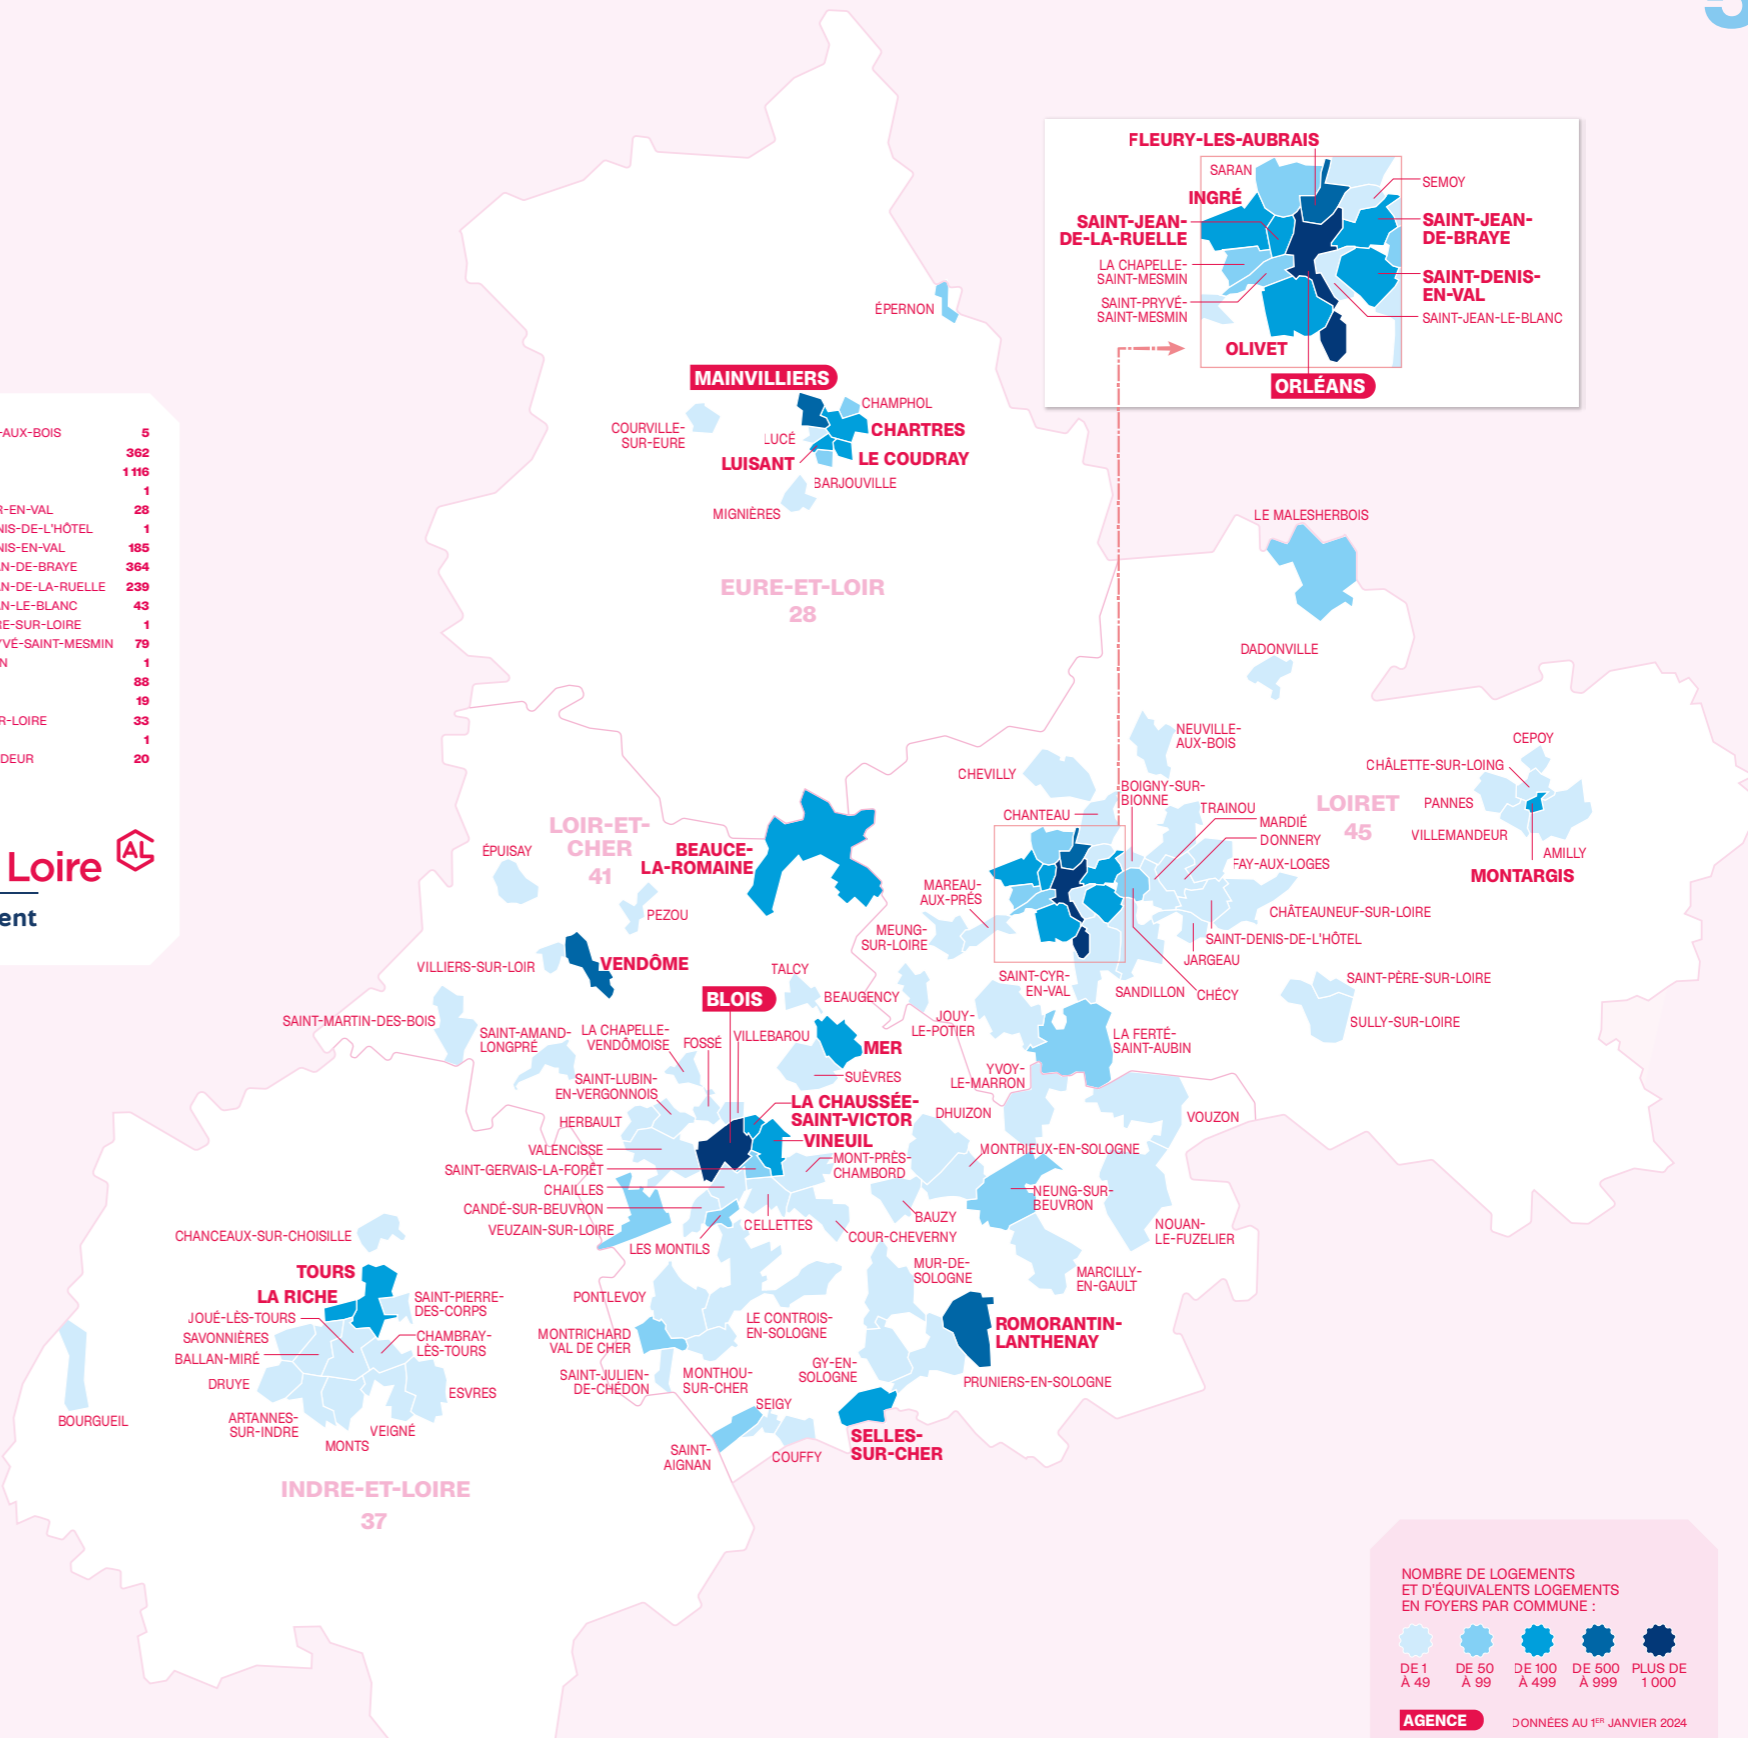 FLEURY-LES-AUBRAIS
SARAN
SEMOY
INGRÉ
SAINT-JEAN-
DE-LA-RUELLE
SAINT-JEAN-
DE-BRAYE
LA CHAPELLE-
SAINT-MESMIN
SAINT-DENIS-
EN-VAL
SAINT-PRYVÉ-
SAINT-MESMIN
SAINT-JEAN-LE-BLANC
OLIVET
ORLÉANS
ÉPERNON
MAINVILLIERS
CHAMPHOL
COURVILLE-
SUR-EURE
LUCÉ
CHARTRES
LUISANT
LE COUDRAY
BARJOUVILLE
MIGNIÈRES
EURE-ET-LOIR
28
-AUX-BOIS 5
362
1 116
1
R-EN-VAL 28
NIS-DE-L'HÔTEL 1
NIS-EN-VAL 185
N-DE-BRAYE 364
N-DE-LA-RUELLE 239
N-LE-BLANC 43
RE-SUR-LOIRE 1
YVÉ-SAINT-MESMIN 79
N 1
88
19
R-LOIRE 33
1
DEUR 20
Loire
AL
ent
LE MALESHERBOIS
DADONVILLE
NEUVILLE-
AUX-BOIS
CHEVILLY
BOIGNY-SUR-
BIONNE
CHANTEAU
TRAINOU
MARDIÉ
DONNERY
FAY-AUX-LOGES
LOIRET
45
CEPOY
CHÂLETTE-SUR-LOING
PANNES
VILLEMANDEUR
AMILLY
MONTARGIS
MAREAU-
AUX-PRÉS
MEUNG-
SUR-LOIRE
CHÂTEAUNEUF-SUR-LOIRE
SAINT-DENIS-DE-L'HÔTEL
JARGEAU
SAINT-CYR-
EN-VAL
SANDILLON
CHÉCY
SAINT-PÈRE-SUR-LOIRE
SULLY-SUR-LOIRE
BEAUGENCY
JOUY-
LE-POTIER
LA FERTÉ-
SAINT-AUBIN
LOIR-ET-
CHER
41
BEAUCE-
LA-ROMAINE
ÉPUISAY
PEZOU
VILLIERS-SUR-LOIR
VENDÔME
TALCY
BLOIS
SAINT-MARTIN-DES-BOIS
SAINT-AMAND-
LONGPRÉ
LA CHAPELLE-
VENDÔMOISE
FOSSÉ
VILLEBAROU
MER
SUÈVRES
YVOY-
LE-MARRON
SAINT-LUBIN-
EN-VERGONNOIS
LA CHAUSSÉE-
SAINT-VICTOR
DHUIZON
VOUZON
HERBAULT
VINEUIL
VALENCISSE
MONT-PRÈS-
CHAMBORD
MONTRIEUX-EN-SOLOGNE
SAINT-GERVAIS-LA-FORÊT
CHAILLES
NEUNG-SUR-
BEUVRON
CANDÉ-SUR-BEUVRON
VEUZAIN-SUR-LOIRE
CELLETTES
BAUZY
COUR-CHEVERNY
NOUAN-
LE-FUZELIER
LES MONTILS
MUR-DE-
SOLOGNE
MARCILLY-
EN-GAULT
PONTLEVOY
LE CONTROIS-
EN-SOLOGNE
ROMORANTIN-
LANTHENAY
MONTRICHARD
VAL DE CHER
GY-EN-
SOLOGNE
SAINT-JULIEN-
DE-CHÉDON
MONTHOU-
SUR-CHER
PRUNIERS-EN-SOLOGNE
SEIGY
SELLES-
SUR-CHER
SAINT-
AIGNAN
COUFFY
CHANCEAUX-SUR-CHOISILLE
TOURS
LA RICHE
SAINT-PIERRE-
DES-CORPS
JOUÉ-LÈS-TOURS
SAVONNIÈRES
CHAMBRAY-
LÈS-TOURS
BALLAN-MIRÉ
DRUYE
ESVRES
BOURGUEIL
ARTANNES-
SUR-INDRE
VEIGNÉ
MONTS
INDRE-ET-LOIRE
37
NOMBRE DE LOGEMENTS
ET D'ÉQUIVALENTS LOGEMENTS
EN FOYERS PAR COMMUNE :
DE 1
À 49
DE 50
À 99
DE 100
À 499
DE 500
À 999
PLUS DE
1 000
AGENCE
DONNÉES AU 1ER JANVIER 2024